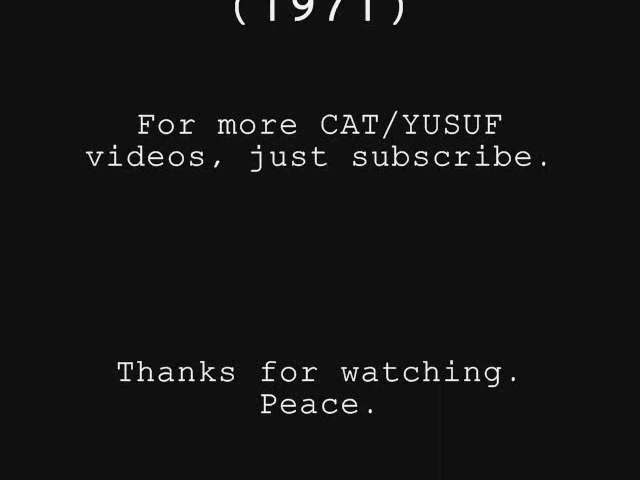 (1971)
For more CAT/YUSUF
videos, just subscribe.
Thanks for watching.
Peace.